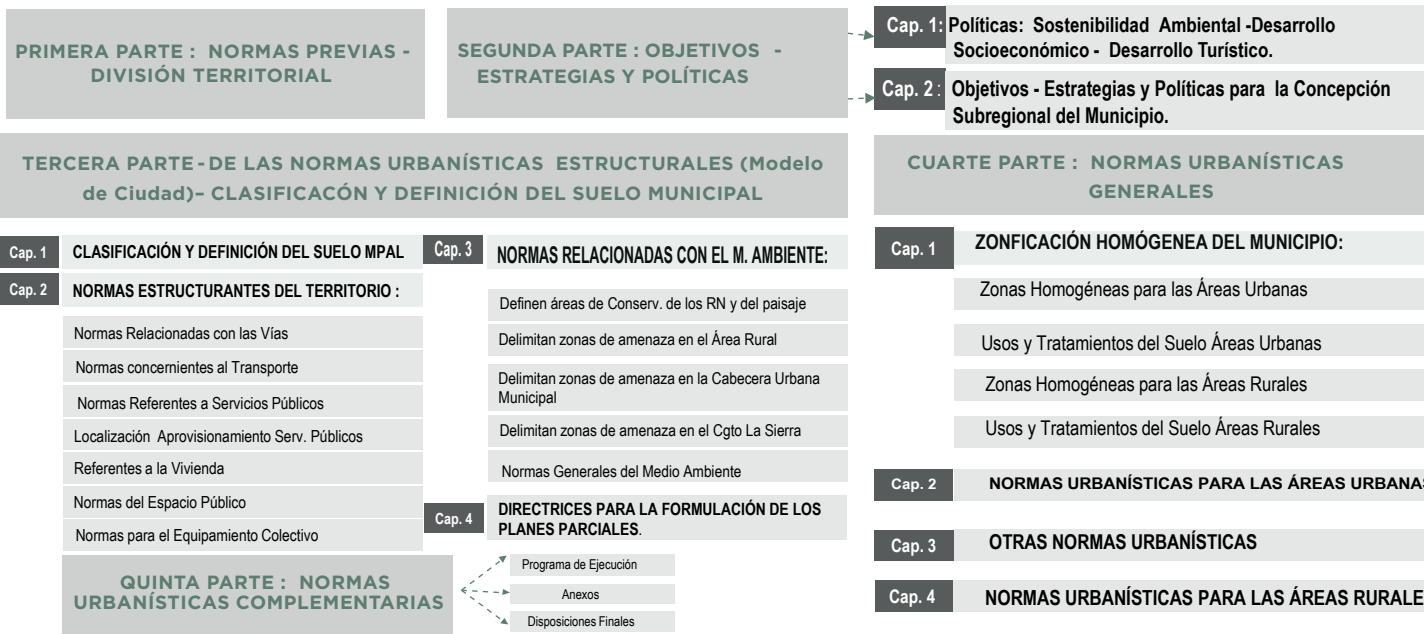 PRIMERA PARTE : NORMAS PREVIAS -
DIVISIÓN TERRITORIAL
SEGUNDA PARTE : OBJETIVOS -
ESTRATEGIAS Y POLÍTICAS
Cap. 1: Políticas: Sostenibilidad Ambiental -Desarrollo
Socioeconómico - Desarrollo Turístico.
Cap. 2 : Objetivos - Estrategias y Políticas para la Concepción
Subregional del Municipio.
TERCERA PARTE - DE LAS NORMAS URBANÍSTICAS ESTRUCTURALES (Modelo
de Ciudad)– CLASIFICACÓN Y DEFINICIÓN DEL SUELO MUNICIPAL
Cap. 1 CLASIFICACIÓN Y DEFINICIÓN DEL SUELO MPAL
Cap. 2 NORMAS ESTRUCTURANTES DEL TERRITORIO :
Normas Relacionadas con las Vías
Normas concernientes al Transporte
Normas Referentes a Servicios Públicos
Localización Aprovisionamiento Serv. Públicos
Referentes a la Vivienda
Normas del Espacio Público
Normas para el Equipamiento Colectivo
Cap. 3 NORMAS RELACIONADAS CON EL M. AMBIENTE:
Definen áreas de Conserv. de los RN y del paisaje
Delimitan zonas de amenaza en el Área Rural
Delimitan zonas de amenaza en la Cabecera Urbana
Municipal
Delimitan zonas de amenaza en el Cgto La Sierra
Normas Generales del Medio Ambiente
Cap. 4 DIRECTRICES PARA LA FORMULACIÓN DE LOS
PLANES PARCIALES.
CUARTE PARTE : NORMAS URBANÍSTICAS
GENERALES
Cap. 1 ZONFICACIÓN HOMÓGENEA DEL MUNICIPIO:
Zonas Homogéneas para las Áreas Urbanas
Usos y Tratamientos del Suelo Áreas Urbanas
Zonas Homogéneas para las Áreas Rurales
Usos y Tratamientos del Suelo Áreas Rurales
Cap. 2 NORMAS URBANÍSTICAS PARA LAS ÁREAS URBANAS
Cap. 3 OTRAS NORMAS URBANÍSTICAS
Cap. 4 NORMAS URBANÍSTICAS PARA LAS ÁREAS RURALE
QUINTA PARTE : NORMAS
URBANÍSTICAS COMPLEMENTARIAS
Programa de Ejecución
Anexos
Disposiciones Finales